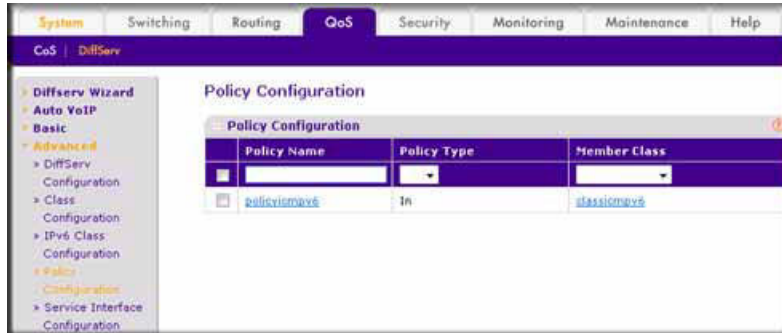 System Switching Routing QoS Security Monitoring Maintenance Help
CoS | DiffServ
Diffserv Wizard
Auto VoIP
Basic
Advanced
» DiffServ
Configuration
» Class
Configuration
» IPv6 Class
Configuration
» Policy
Configuration
» Service Interface
Configuration
Policy Configuration
Policy Configuration
Policy Name Policy Type Member Class
policyicmpv6 In classicmpv6